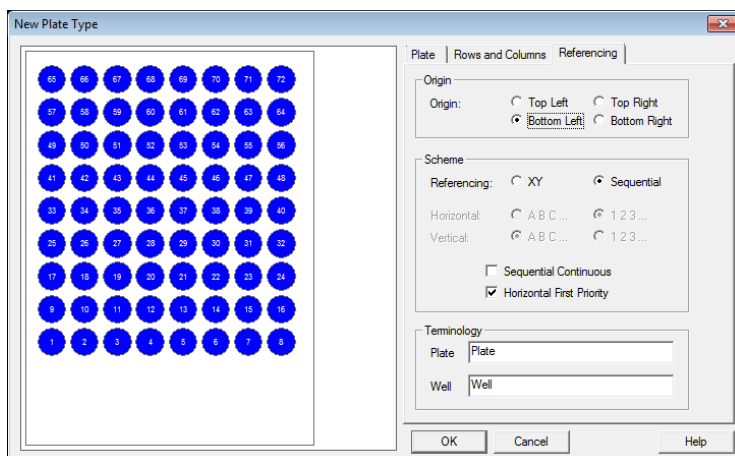 New Plate Type
65 66 67 68 69 70 71 72
57 58 59 60 61 62 63 64
49 50 51 52 53 54 55 56
41 42 43 44 45 46 47 48
33 34 35 36 37 38 39 40
25 26 27 28 29 30 31 32
17 18 19 20 21 22 23 24
9 10 11 12 13 14 15 16
1 2 3 4 5 6 7 8
Plate Rows and Columns Referencing
Origin
Origin: Top Left Top Right
Bottom Left Bottom Right
Scheme
Referencing: XY Sequential
Horizontal: A B C ... 1 2 3 ...
Vertical: A B C ... 1 2 3 ...
Sequential Continuous
Horizontal First Priority
Terminology
Plate Plate
Well Well
OK Cancel Help